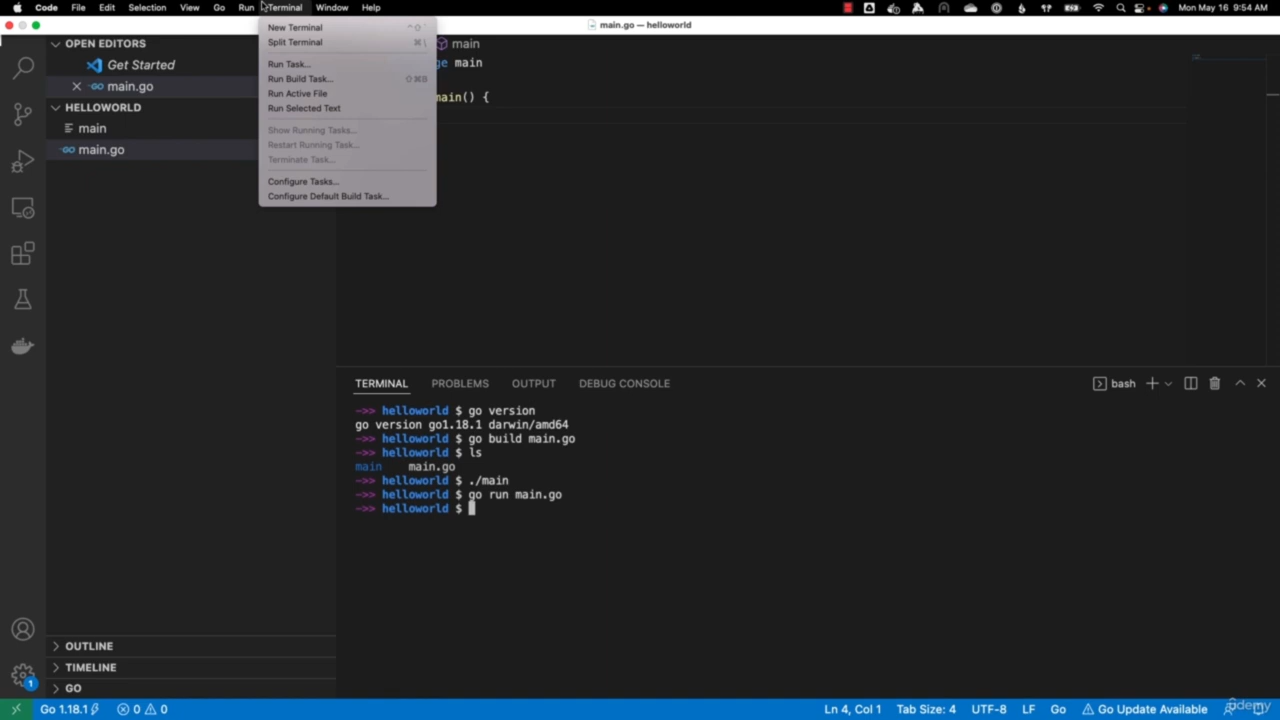 Code File Edit Selection View Go Run Terminal Window Help Mon May 16 9:54 AM
main.go — helloworld
OPEN EDITORS
Get Started
main.go
HELLOWORLD
main
main.go
New Terminal ⌃⇧`
Split Terminal ⌘\
Run Task...
Run Build Task... ⇧⌘B
Run Active File
Run Selected Text
Show Running Tasks...
Restart Running Task...
Terminate Task...
Configure Tasks...
Configure Default Build Task...
main
ge main
main() {
TERMINAL PROBLEMS OUTPUT DEBUG CONSOLE bash
->> helloworld $ go version
go version go1.18.1 darwin/amd64
->> helloworld $ go build main.go
->> helloworld $ ls
main main.go
->> helloworld $ ./main
->> helloworld $ go run main.go
->> helloworld $
OUTLINE
TIMELINE
GO
1
Go 1.18.1 0 0 Ln 4, Col 1 Tab Size: 4 UTF-8 LF Go Go Update Available
udemy